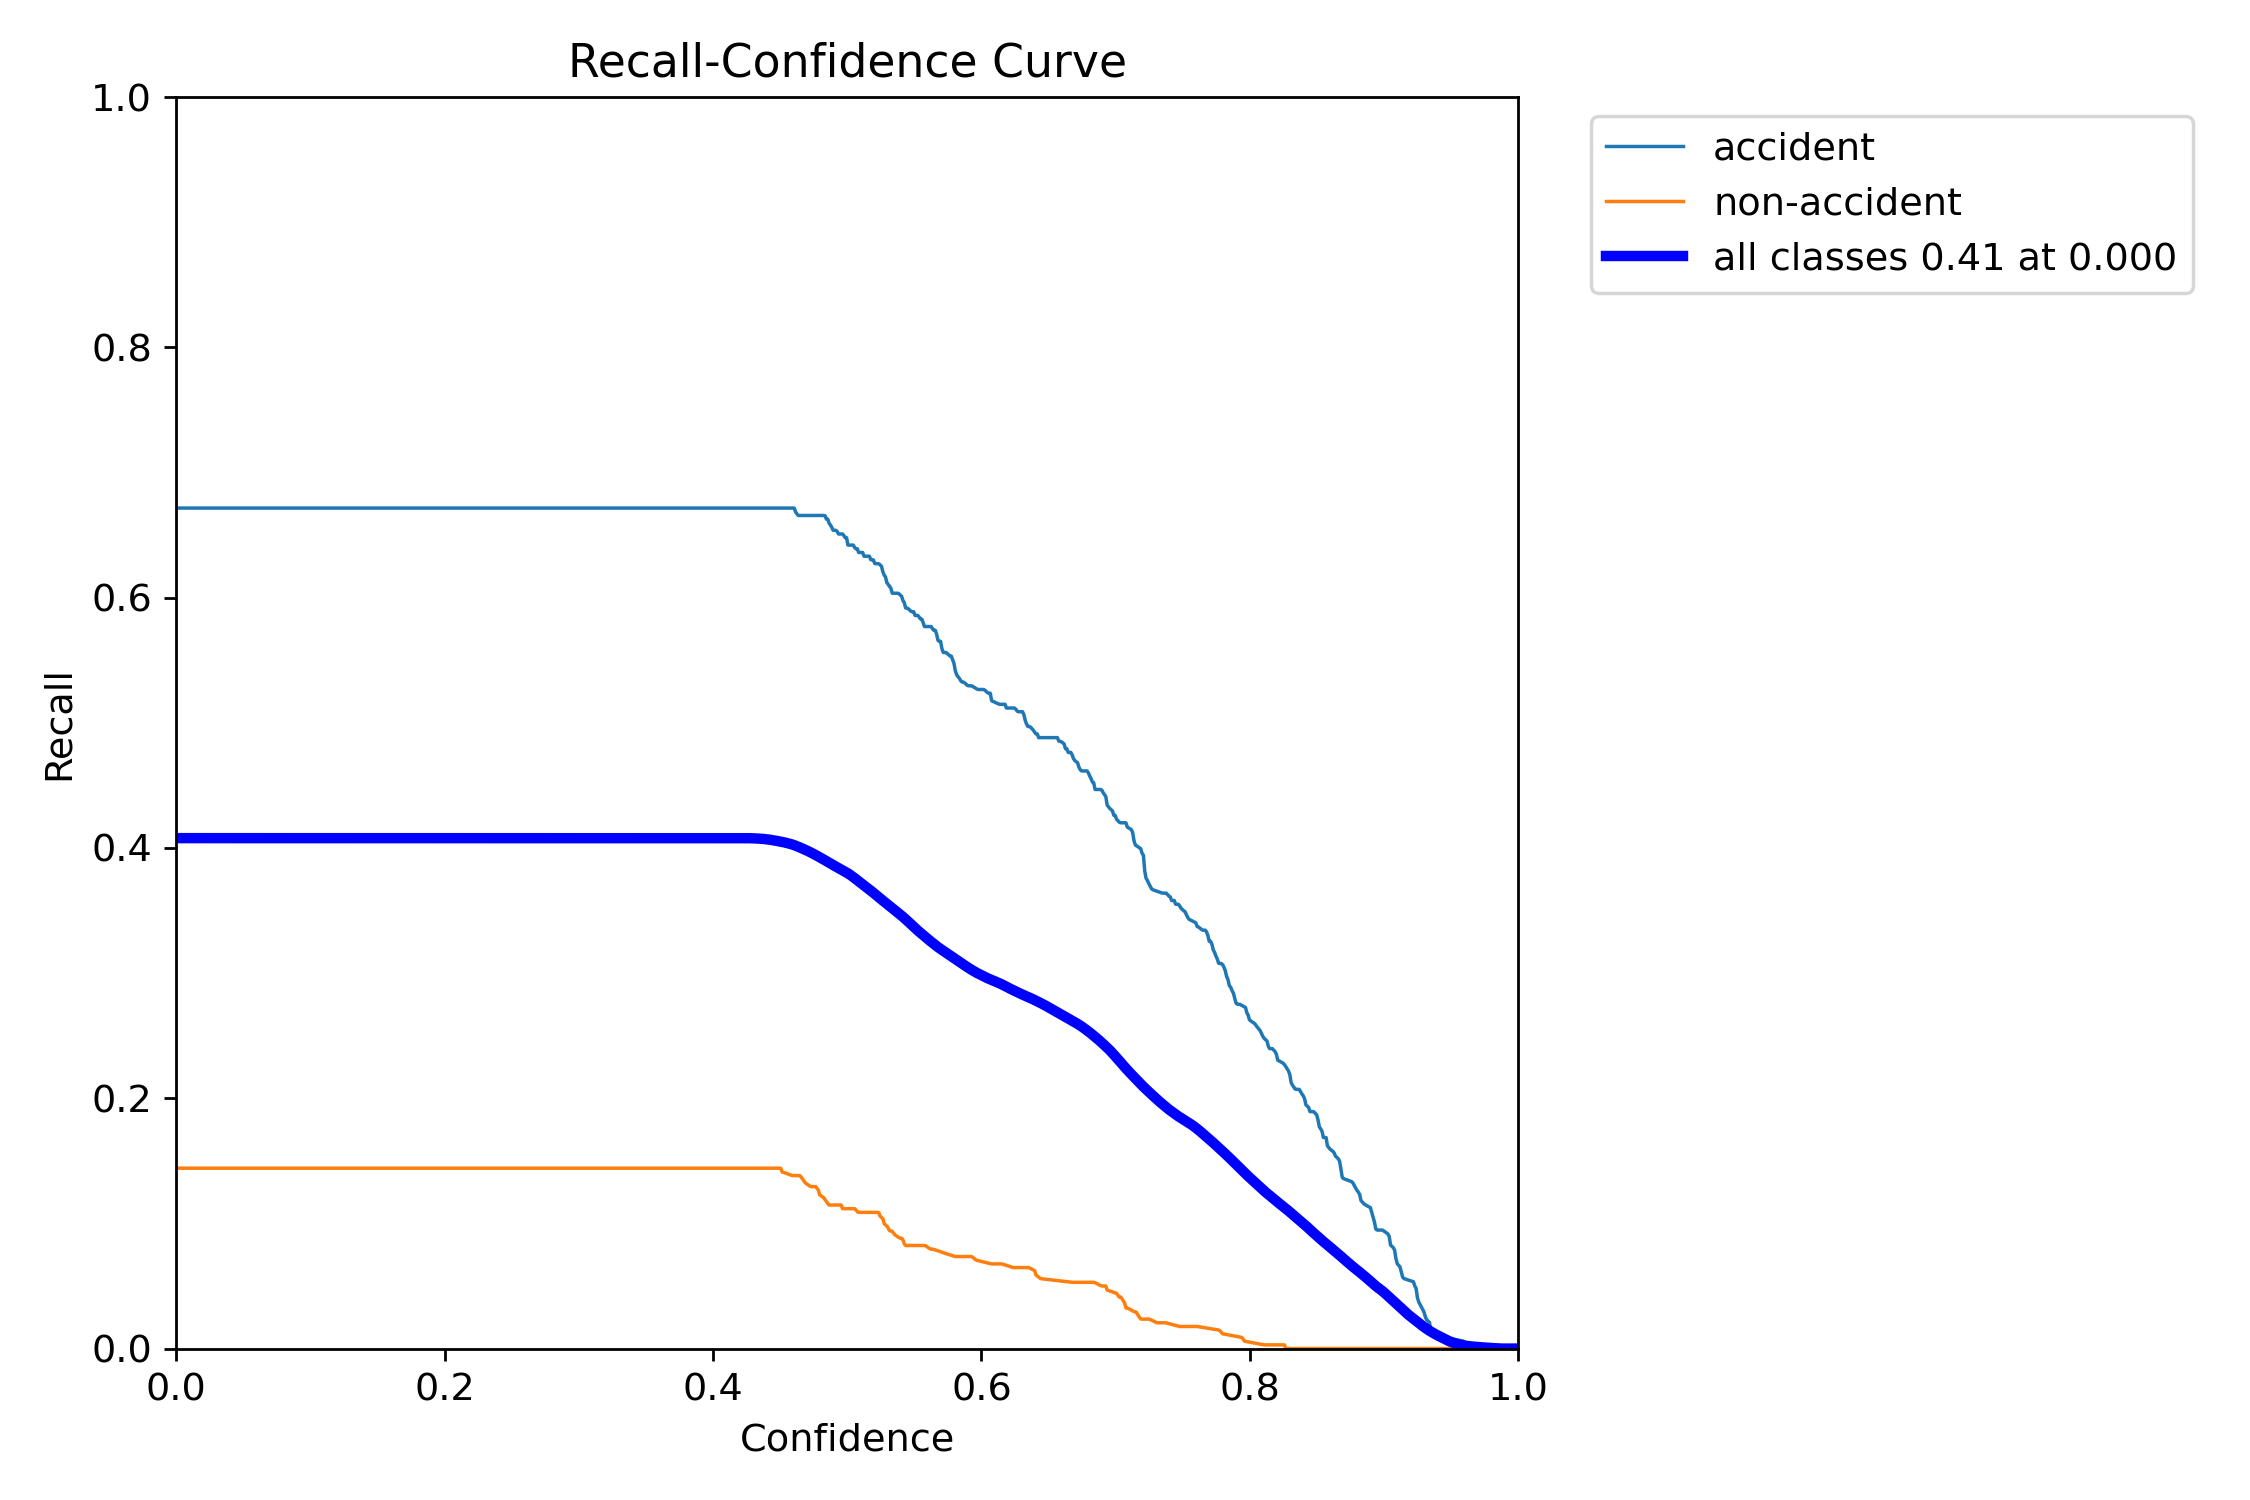 Recall-Confidence Curve
1.0
0.8
0.6
0.4
0.2
0.0
Recall
0.0 0.2 0.4 0.6 0.8 1.0
Confidence
accident
non-accident
all classes 0.41 at 0.000